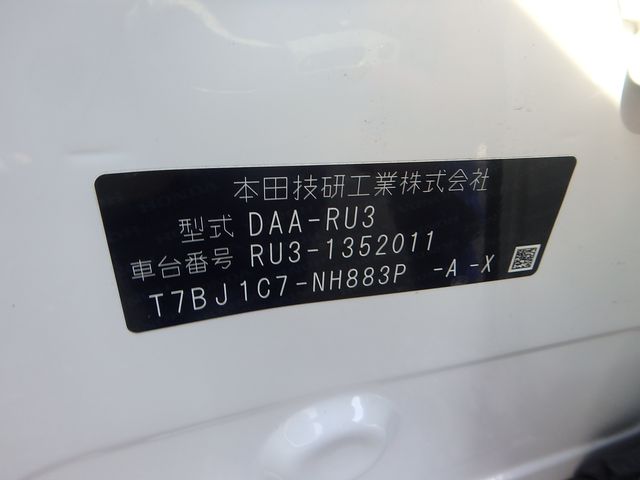 本田技研工業株式会社
型式 DAA-RU3
車台番号 RU3-1352011
T7BJ1C7-NH883P -A -X